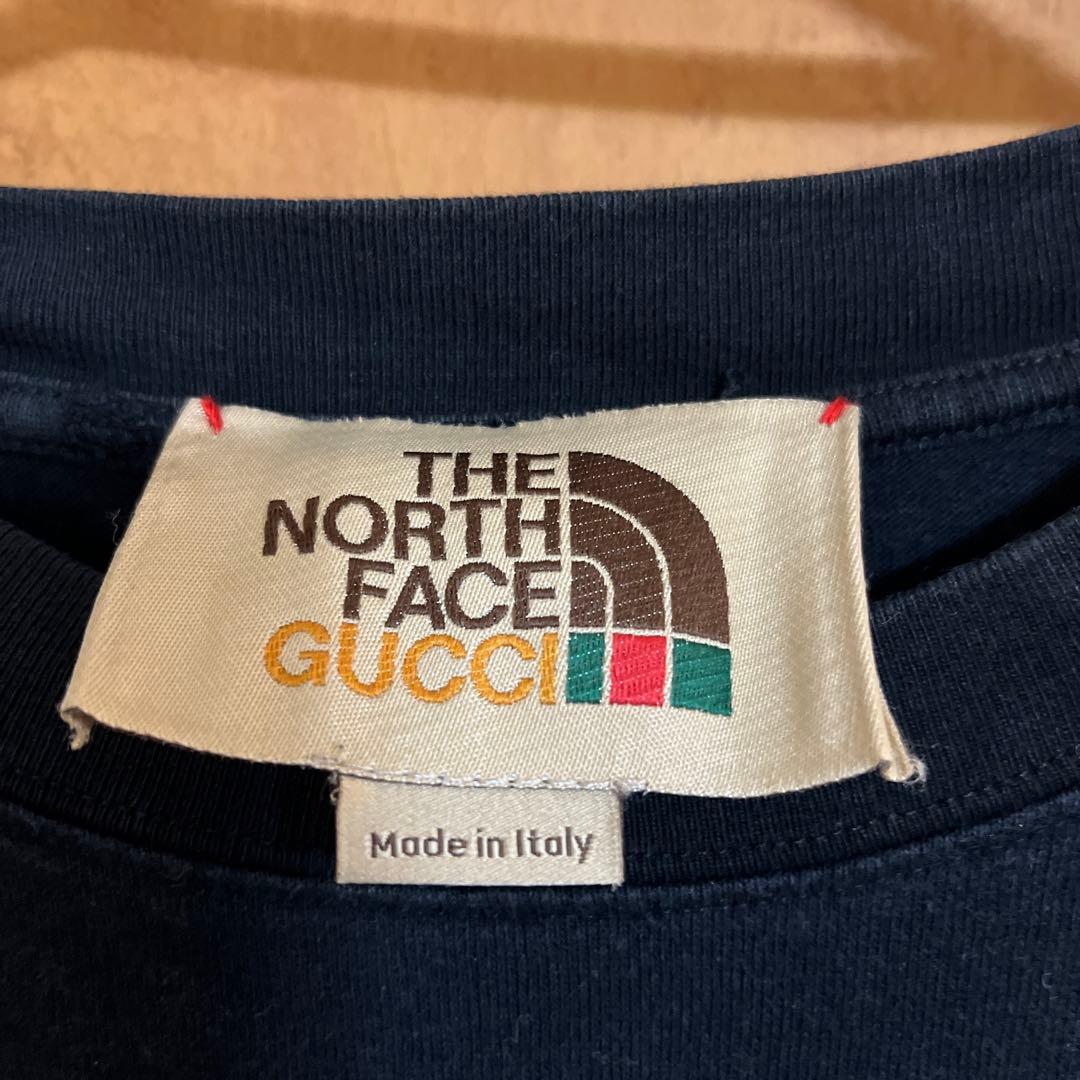 THE
NORTH
FACE
GUCCI
Made in Italy